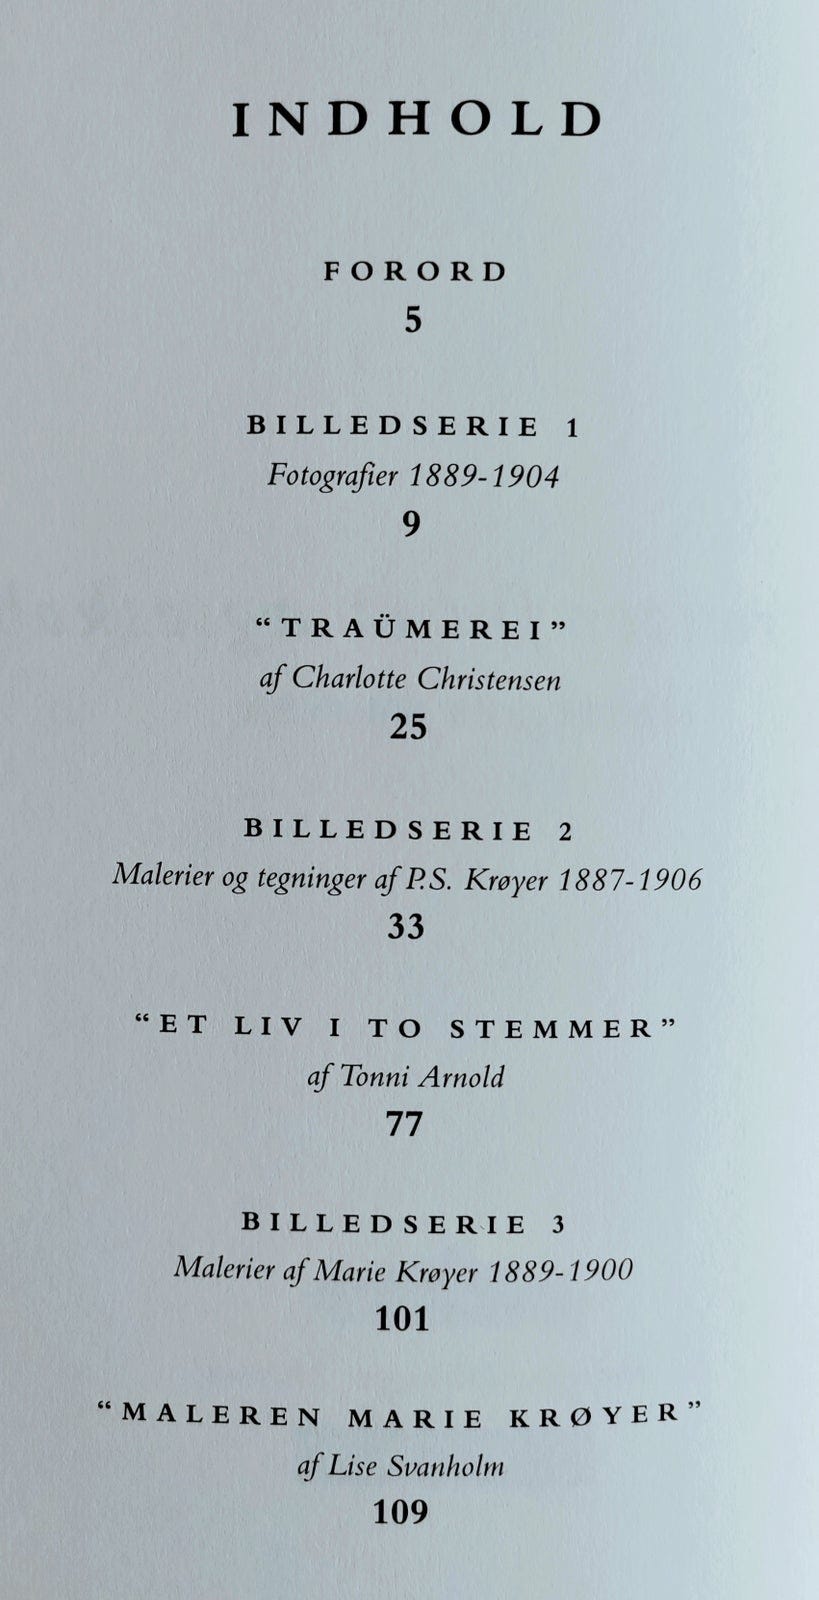 INDHOLD
FORORD
5
BILLEDSERIE 1
Fotografier 1889-1904
9
“TRAÜMEREI”
af Charlotte Christensen
25
BILLEDSERIE 2
Malerier og tegninger af P.S. Krøyer 1887-1906
33
“ET LIV I TO STEMMER”
af Tonni Arnold
77
BILLEDSERIE 3
Malerier af Marie Krøyer 1889-1900
101
“MALEREN MARIE KRØYER”
af Lise Svanholm
109